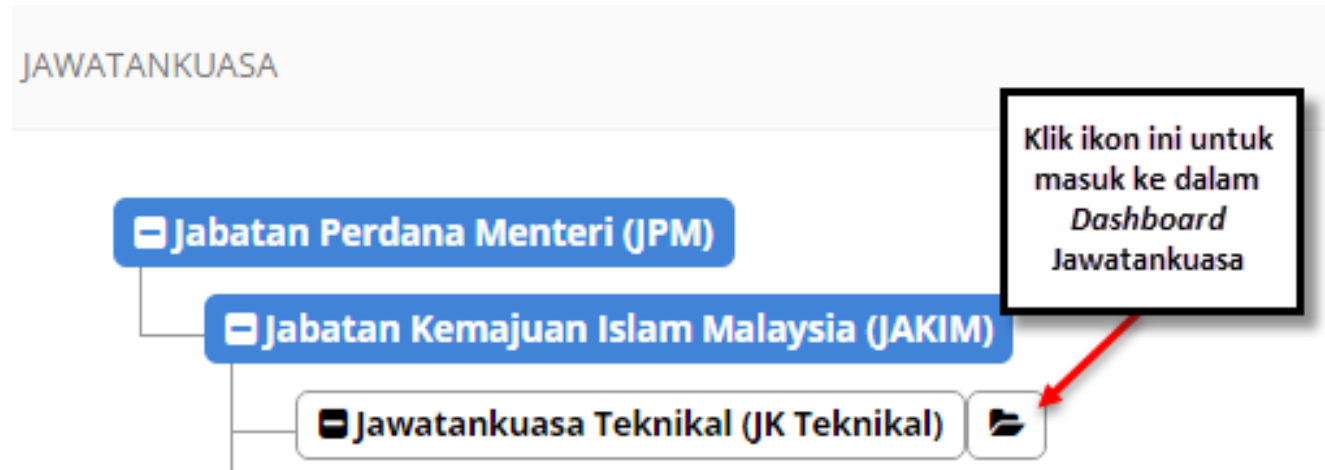 JAWATANKUASA
Klik ikon ini untuk
masuk ke dalam
Dashboard
Jawatankuasa
Jabatan Perdana Menteri (JPM)
Jabatan Kemajuan Islam Malaysia (JAKIM)
Jawatankuasa Teknikal (JK Teknikal)